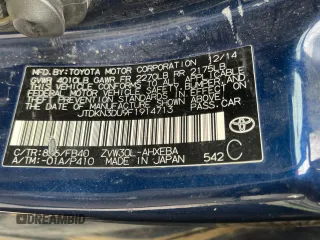 MFD. BY: TOYOTA MOTOR CORPORATION 12/14
GVWR 4010LB GAWR FR 2270LB RR 2175LB
THIS VEHICLE CONFORMS TO ALL APPLICABLE
FEDERAL MOTOR VEHICLE SAFETY, BUMPER, AND
THEFT PREVENTION STANDARDS IN EFFECT ON
THE DATE OF MANUFACTURE SHOWN ABOVE.
JTDKN3DU9F1914713
PASS. CAR
C/TR: 8S6/FB40 ZVW30L-AHXEBA
A/TM: -01A/P410 MADE IN JAPAN 542 C
TOYOTA